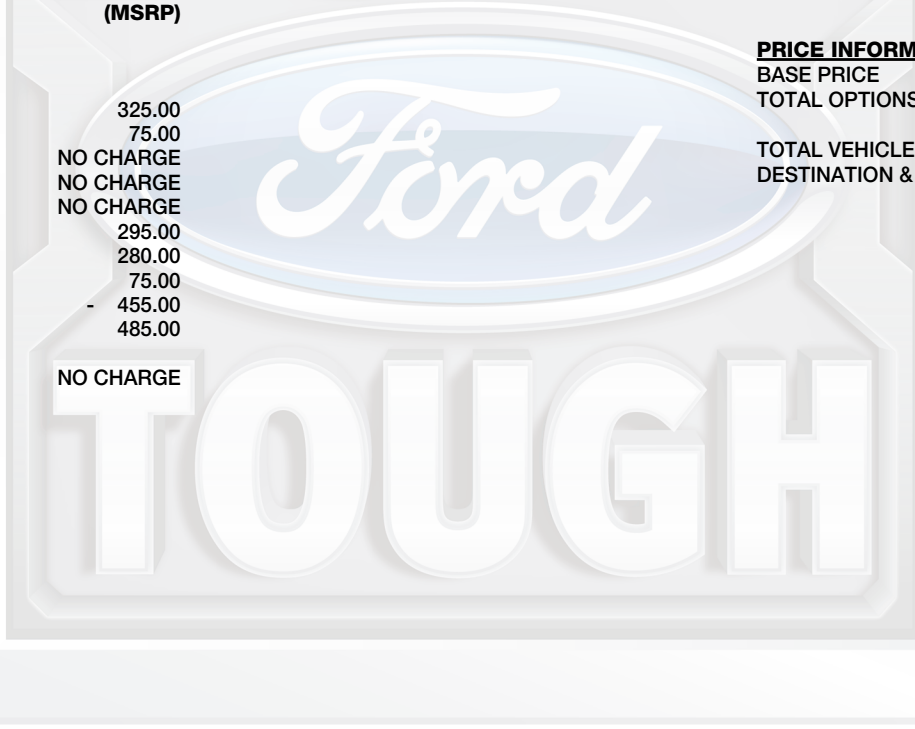 (MSRP)
325.00
75.00
NO CHARGE
NO CHARGE
NO CHARGE
295.00
280.00
75.00
- 455.00
485.00
NO CHARGE
PRICE INFORM
BASE PRICE
TOTAL OPTIONS
TOTAL VEHICLE
DESTINATION &
Ford
TOUGH